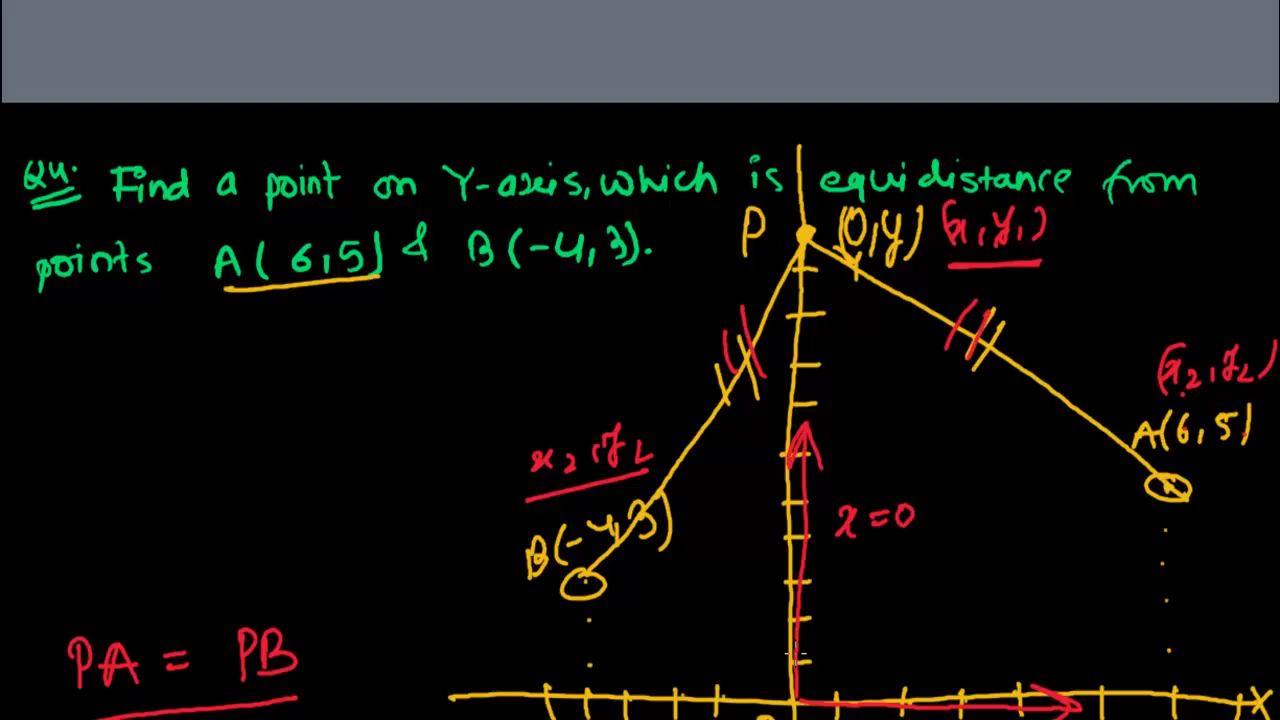 Q4. Find a point on Y-axis, which is equidistance from
points A(6,5) & B(-4,3).
P (0,y) (x₁,y₁)
(x₂,y₂)
A(6,5)
x₂,y₂
B(-4,3)
x=0
PA = PB
X